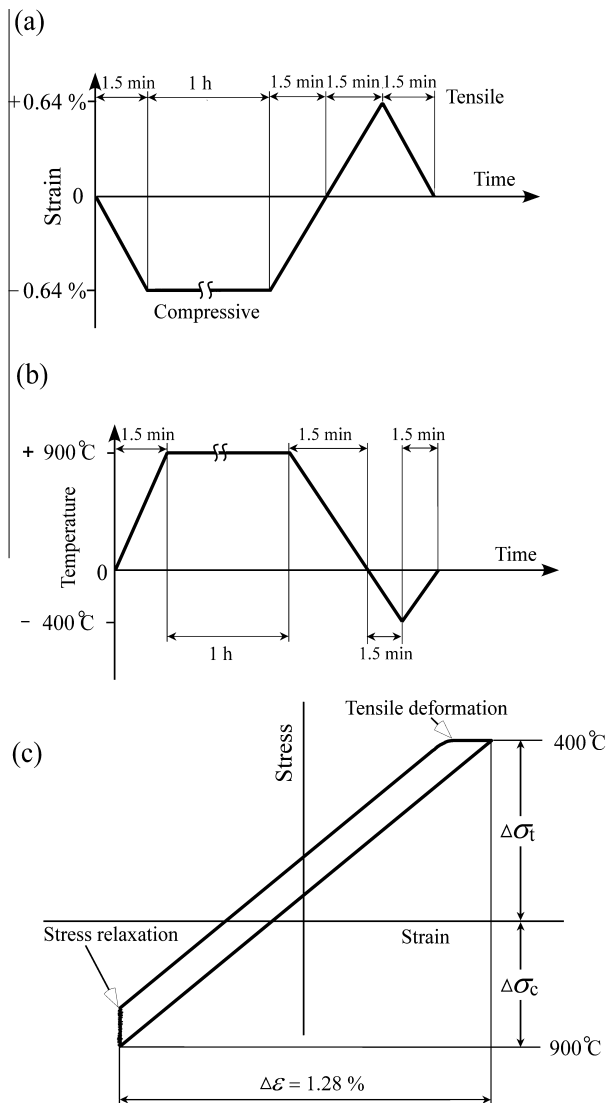 (a)
1.5 min 1 h 1.5 min 1.5 min 1.5 min
+ 0.64 % Tensile
Strain 0 Time
− 0.64 %
Compressive
(b)
1.5 min 1.5 min 1.5 min
+ 900℃
Temperature
0 Time
− 400℃
1 h 1.5 min
Tensile deformation
(c) Stress 400℃
Δσt
Stress relaxation Strain
Δσc
900℃
Δε = 1.28 %